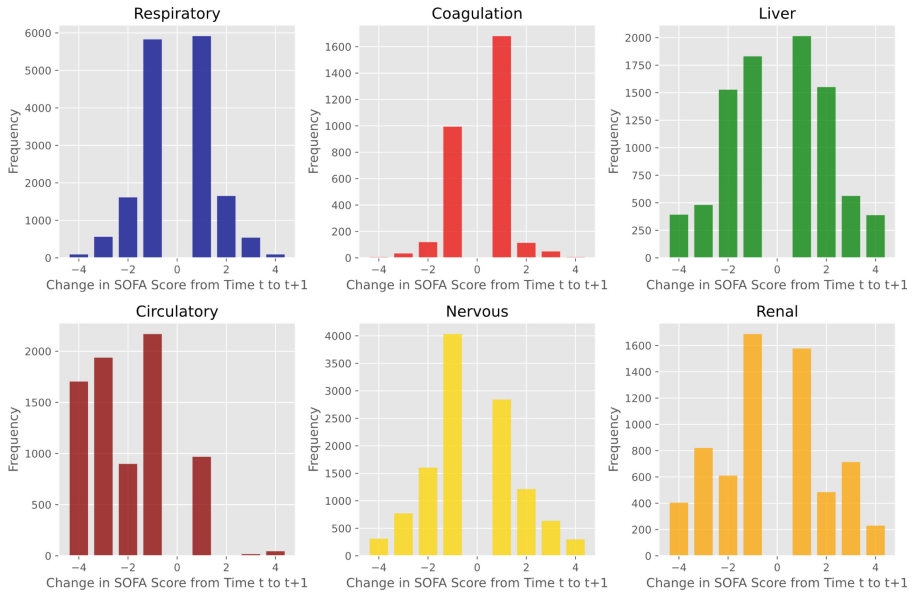 Respiratory
Coagulation
Liver
6000
5000
4000
3000
2000
1000
0
Frequency
−4 −2 0 2 4
Change in SOFA Score from Time t to t+1
1600
1400
1200
1000
800
600
400
200
0
Frequency
−4 −2 0 2 4
Change in SOFA Score from Time t to t+1
2000
1750
1500
1250
1000
750
500
250
0
Frequency
−4 −2 0 2 4
Change in SOFA Score from Time t to t+1
Circulatory
Nervous
Renal
2000
1500
1000
500
0
Frequency
−4 −2 0 2 4
Change in SOFA Score from Time t to t+1
4000
3500
3000
2500
2000
1500
1000
500
0
Frequency
−4 −2 0 2 4
Change in SOFA Score from Time t to t+1
1600
1400
1200
1000
800
600
400
200
0
Frequency
−4 −2 0 2 4
Change in SOFA Score from Time t to t+1